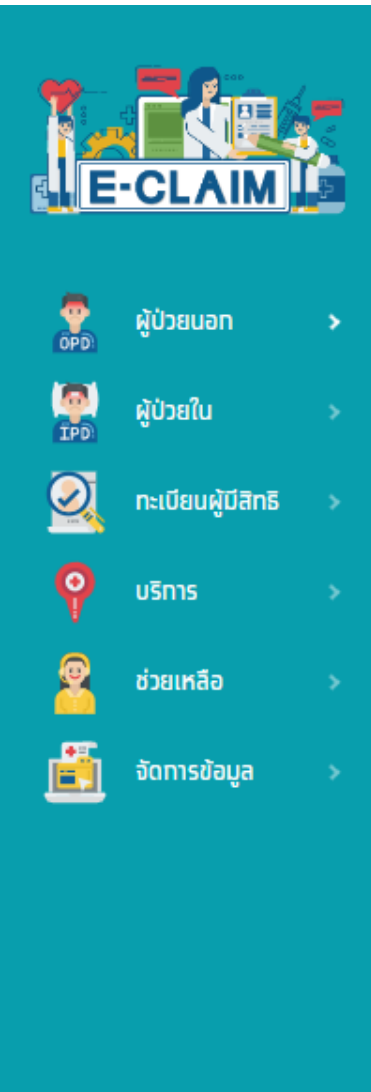 E-CLAIM
OPD
ผู้ป่วยนอก
IPD
ผู้ป่วยใน
ทะเบียนผู้มีสิทธิ
บริการ
ช่วยเหลือ
จัดการข้อมูล